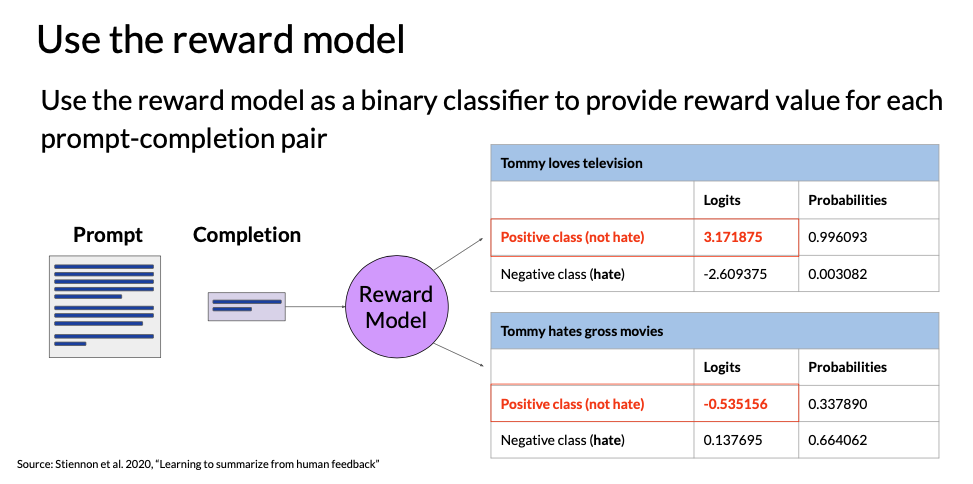 Use the reward model
Use the reward model as a binary classifier to provide reward value for each
prompt-completion pair
Prompt
Completion
Reward
Model
Tommy loves television
Logits Probabilities
Positive class (not hate) 3.171875 0.996093
Negative class (hate) -2.609375 0.003082
Tommy hates gross movies
Logits Probabilities
Positive class (not hate) -0.535156 0.337890
Negative class (hate) 0.137695 0.664062
Source: Stiennon et al. 2020, “Learning to summarize from human feedback”